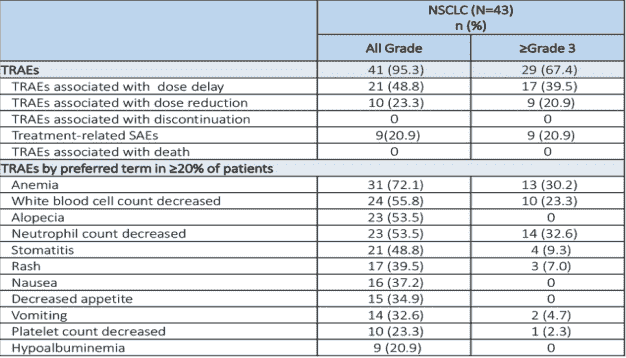 NSCLC (N=43)
n (%)
All Grade ≥Grade 3
TRAEs 41 (95.3) 29 (67.4)
TRAEs associated with dose delay 21 (48.8) 17 (39.5)
TRAEs associated with dose reduction 10 (23.3) 9 (20.9)
TRAEs associated with discontinuation 0 0
Treatment-related SAEs 9(20.9) 9 (20.9)
TRAEs associated with death 0 0
TRAEs by preferred term in ≥20% of patients
Anemia 31 (72.1) 13 (30.2)
White blood cell count decreased 24 (55.8) 10 (23.3)
Alopecia 23 (53.5) 0
Neutrophil count decreased 23 (53.5) 14 (32.6)
Stomatitis 21 (48.8) 4 (9.3)
Rash 17 (39.5) 3 (7.0)
Nausea 16 (37.2) 0
Decreased appetite 15 (34.9) 0
Vomiting 14 (32.6) 2 (4.7)
Platelet count decreased 10 (23.3) 1 (2.3)
Hypoalbuminemia 9 (20.9) 0